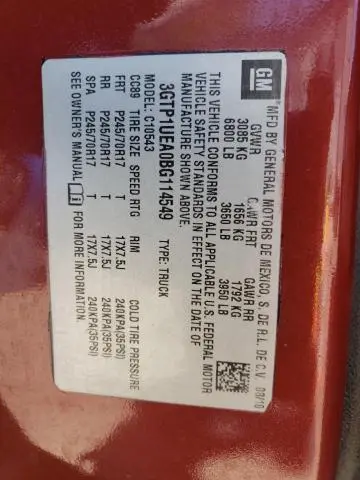 GM
MFD BY GENERAL MOTORS DE MEXICO, S. DE R.L. DE C.V. 09/10
GVWR GAWR FRT GAWR RR
3085 KG 1656 KG 1792 KG
6800 LB 3650 LB 3950 LB
THIS VEHICLE CONFORMS TO ALL APPLICABLE U.S. FEDERAL MOTOR
VEHICLE SAFETY STANDARDS IN EFFECT ON THE DATE OF
MANUFACTURE SHOWN ABOVE.
3GTP1UEA0BG114549 TYPE: TRUCK
MODEL: C10543
CC89 TIRE SIZE SPEED RTG RIM COLD TIRE PRESSURE
FRT P245/70R17 T 17X7.5J 240KPA(35PSI)
RR P245/70R17 T 17X7.5J 240KPA(35PSI)
SPA P245/70R17 T 17X7.5J 240KPA(35PSI)
SEE OWNER'S MANUAL FOR MORE INFORMATION.